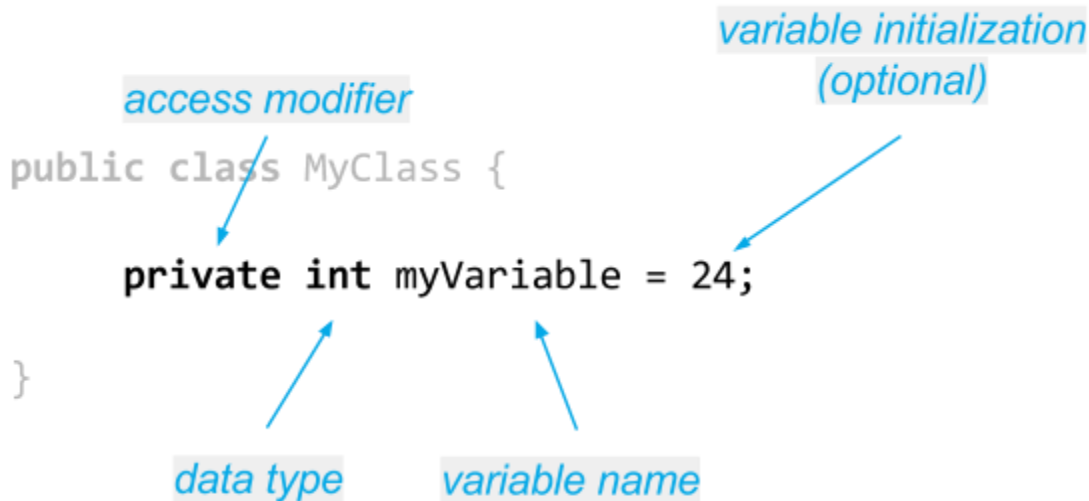 variable initialization
(optional)
access modifier
public class MyClass {
private int myVariable = 24;
}
data type
variable name